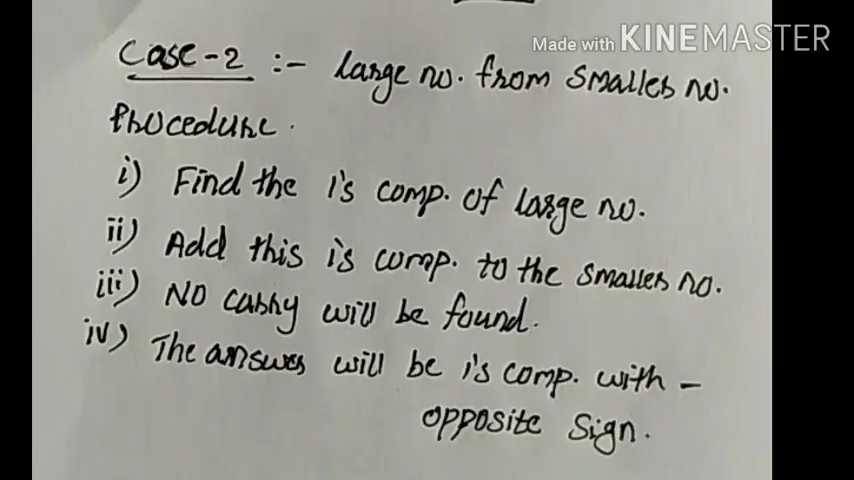 Made with KINEMASTER
Case-2 :- large no. from smaller no.
Procedure.
i) Find the 1's comp. of large no.
ii) Add this 1's comp. to the smaller no.
iii) No carry will be found.
iv) The answer will be 1's comp. with -
opposite sign.